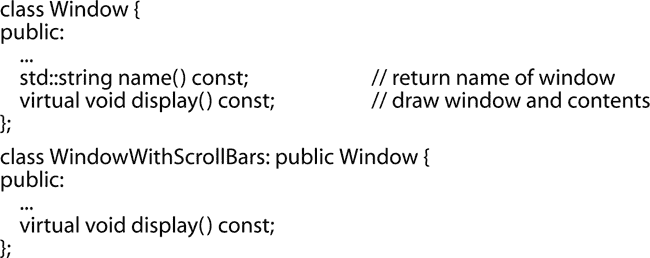 class Window {
public:
...
std::string name() const; // return name of window
virtual void display() const; // draw window and contents
};
class WindowWithScrollBars: public Window {
public:
...
virtual void display() const;
};